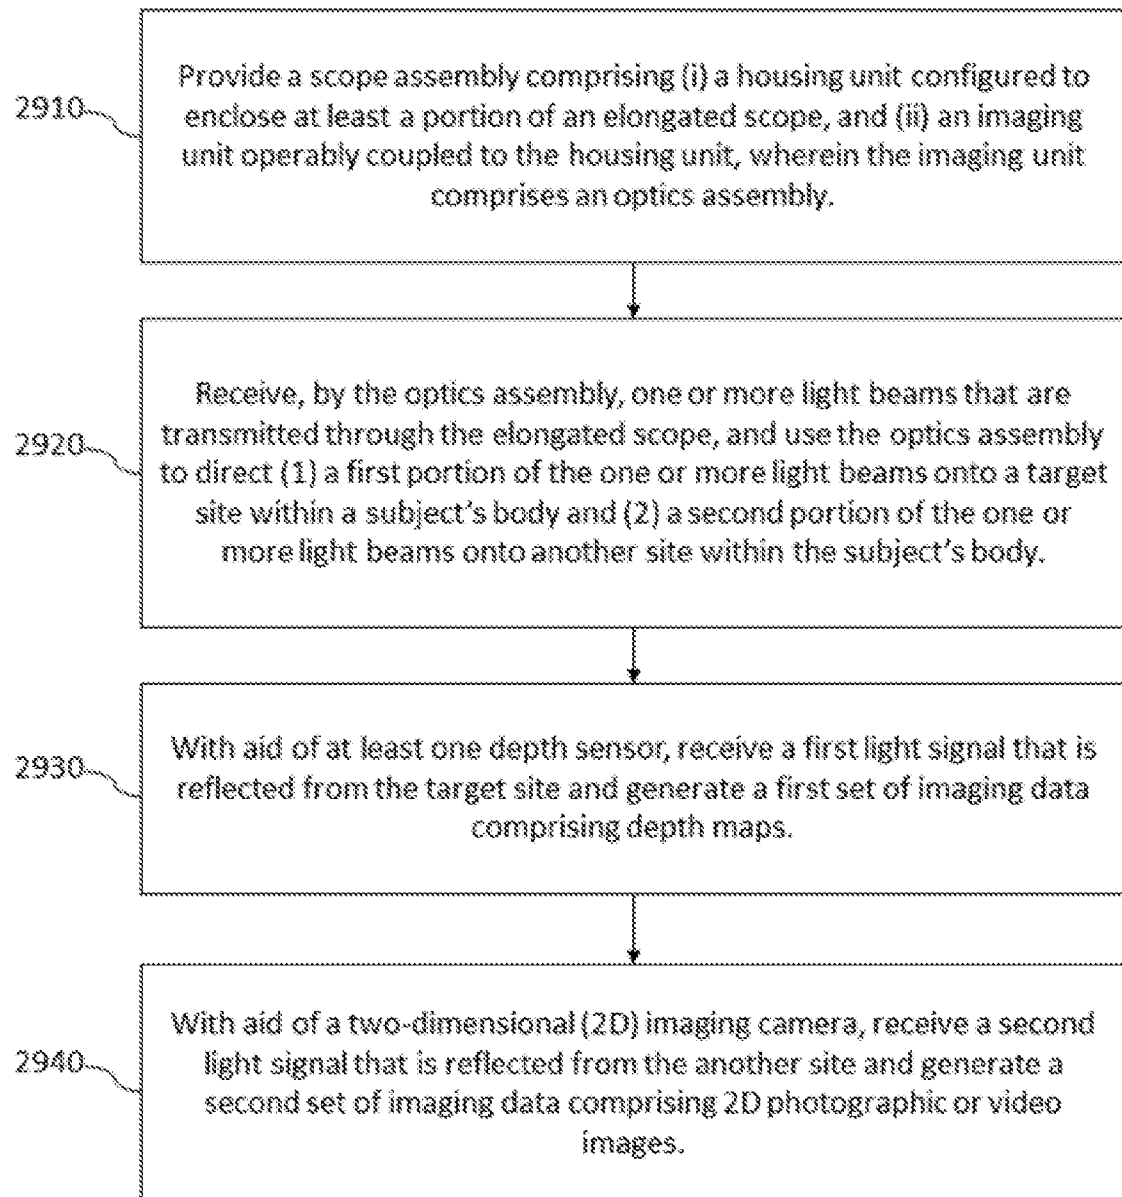 2910
Provide a scope assembly comprising (i) a housing unit configured to
enclose at least a portion of an elongated scope, and (ii) an imaging
unit operably coupled to the housing unit, wherein the imaging unit
comprises an optics assembly.
2920
Receive, by the optics assembly, one or more light beams that are
transmitted through the elongated scope, and use the optics assembly
to direct (1) a first portion of the one or more light beams onto a target
site within a subject's body and (2) a second portion of the one or
more light beams onto another site within the subject's body.
2930
With aid of at least one depth sensor, receive a first light signal that is
reflected from the target site and generate a first set of imaging data
comprising depth maps.
2940
With aid of a two-dimensional (2D) imaging camera, receive a second
light signal that is reflected from the another site and generate a
second set of imaging data comprising 2D photographic or video
images.